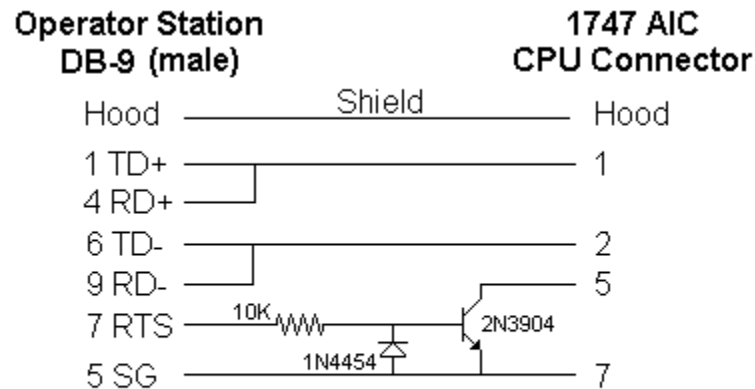 Operator Station
DB-9 (male)
1747 AIC
CPU Connector
Hood Shield Hood
1 TD+ 1
4 RD+
6 TD- 2
9 RD- 5
7 RTS 10K 2N3904
1N4454
5 SG 7